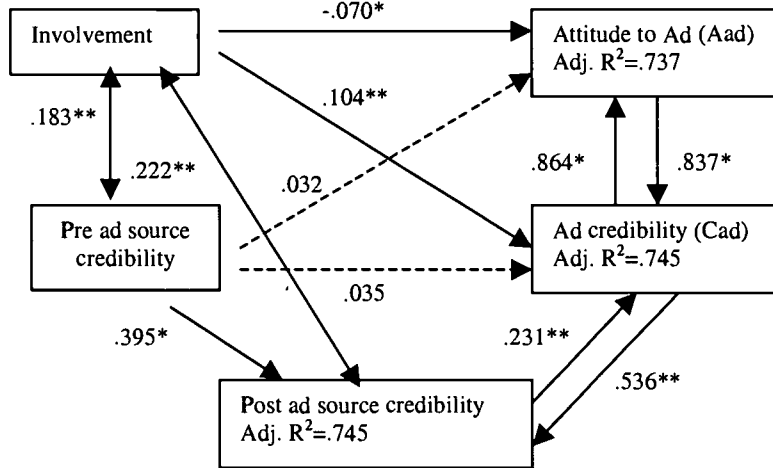 Involvement
-.070*
Attitude to Ad (Aad)
Adj. R²=.737
.183**
.104**
.222**
.032
.864*
.837*
Pre ad source
credibility
Ad credibility (Cad)
Adj. R²=.745
.035
.395*
.231**
.536**
Post ad source credibility
Adj. R²=.745